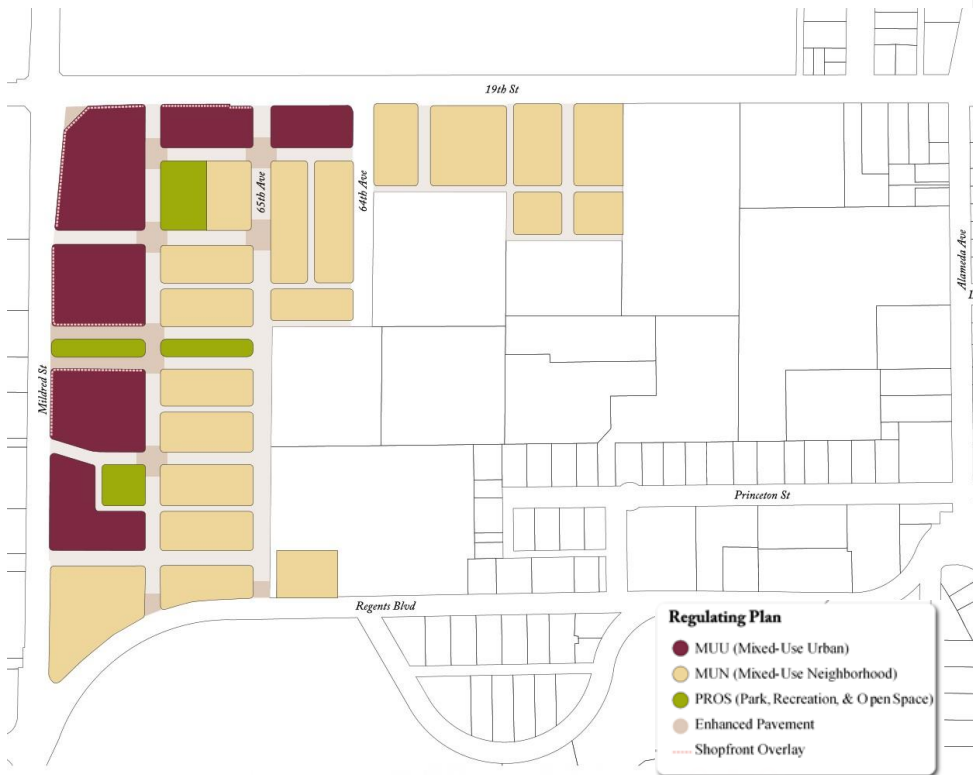 19th St
65th Ave
64th Ave
Alameda Ave
Mildred St
Princeton St
Regents Blvd
Regulating Plan
MUU (Mixed-Use Urban)
MUN (Mixed-Use Neighborhood)
PROS (Park, Recreation, & Open Space)
Enhanced Pavement
Shopfront Overlay